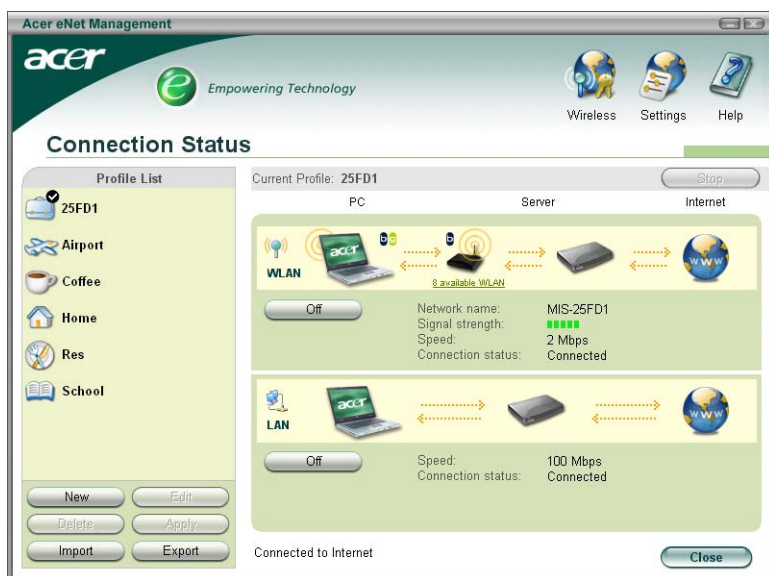 Acer eNet Management
acer
e Empowering Technology
Wireless Settings Help
Connection Status
Profile List
25FD1
Airport
Coffee
Home
Res
School
New Edit
Delete Apply
Import Export
Current Profile: 25FD1 Stop
PC Server Internet
WLAN
acer
b g
b
www
8 available WLAN
Off
Network name: MIS-25FD1
Signal strength:
Speed: 2 Mbps
Connection status: Connected
LAN
acer
www
Off
Speed: 100 Mbps
Connection status: Connected
Connected to Internet
Close